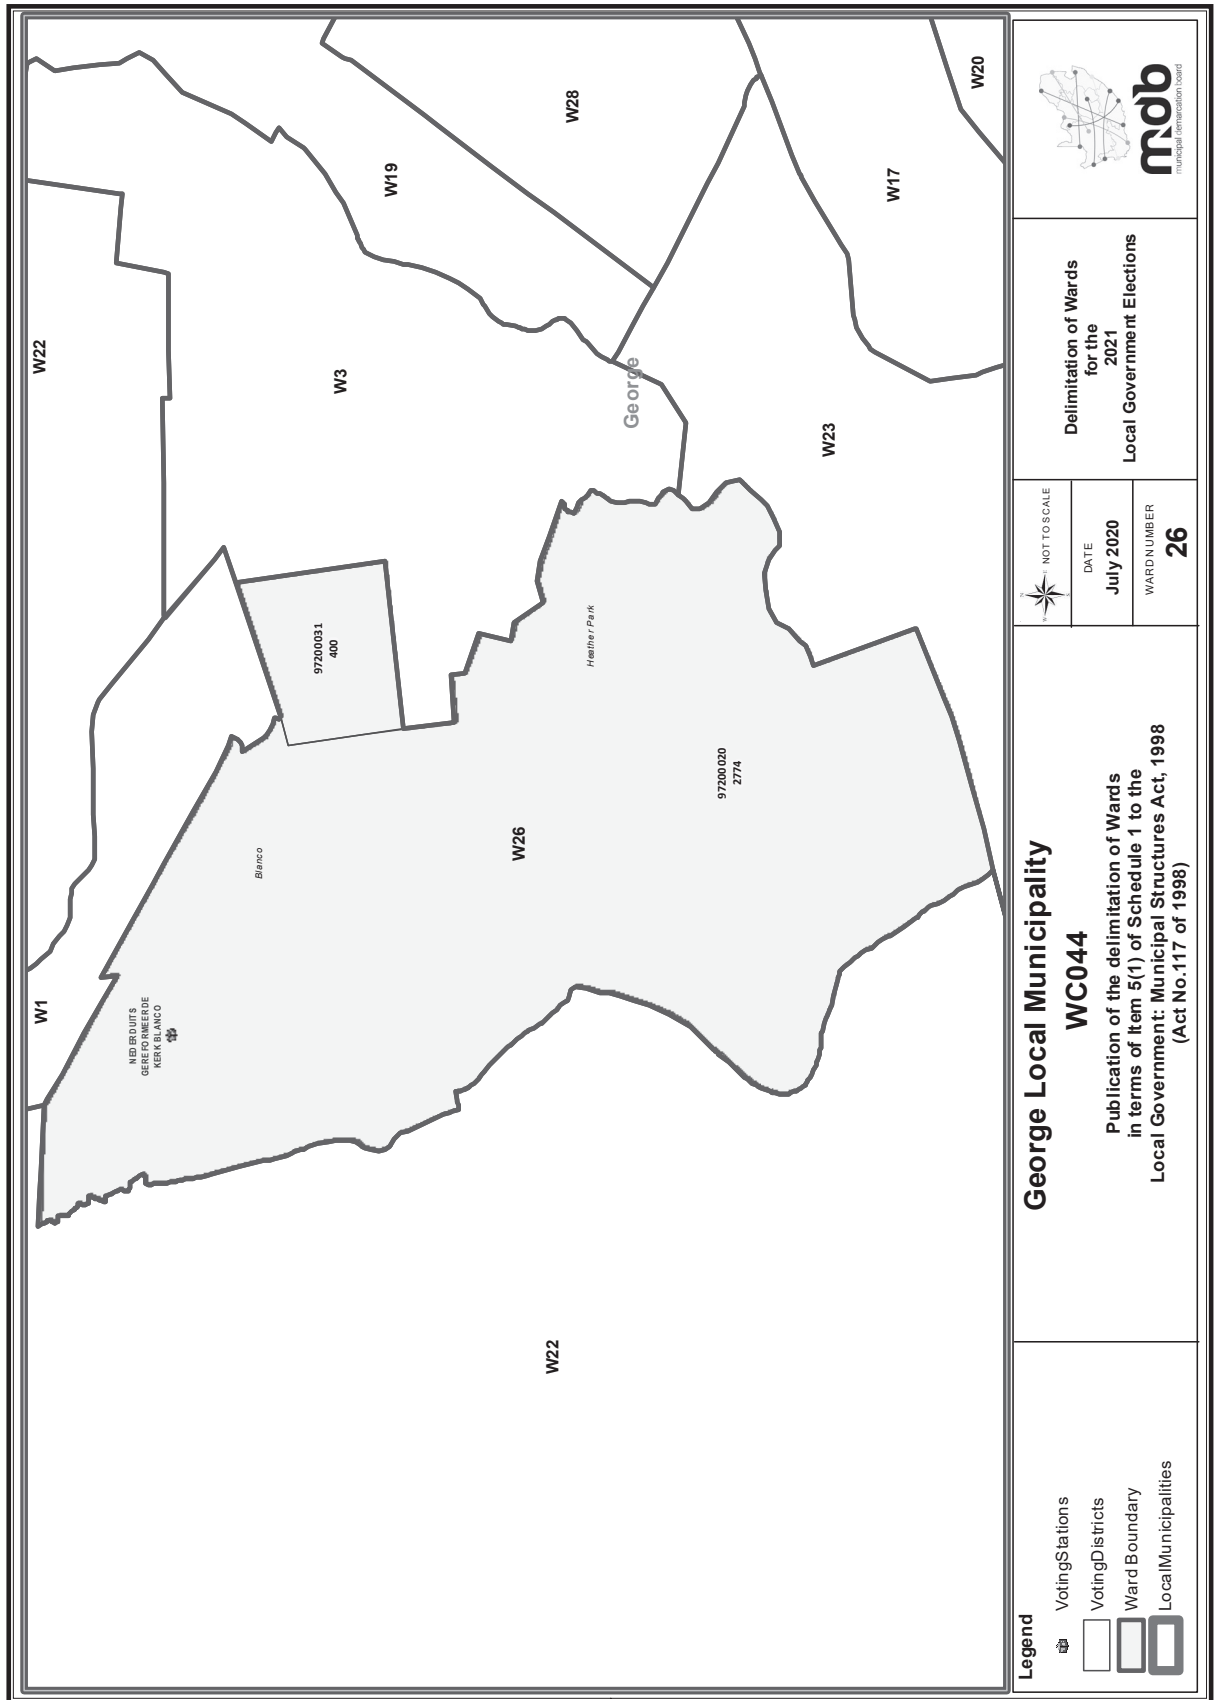 W1
NEDERDUITS
GEREFORMEERDE
KERK BLANCO
Blanco
97200031
400
W22
W3
W19
W28
W20
W17
George
W23
Heather Park
W26
97200020
2774
W22
Legend
VotingStations
VotingDistricts
Ward Boundary
LocalMunicipalities
George Local Municipality
WC044
Publication of the delimitation of Wards
in terms of Item 5(1) of Schedule 1 to the
Local Government: Municipal Structures Act, 1998
(Act No.117 of 1998)
N
E
S
W
NOT TO SCALE
DATE
July 2020
WARD NUMBER
26
Delimitation of Wards
for the
2021
Local Government Elections
mdb
municipal demarcation board